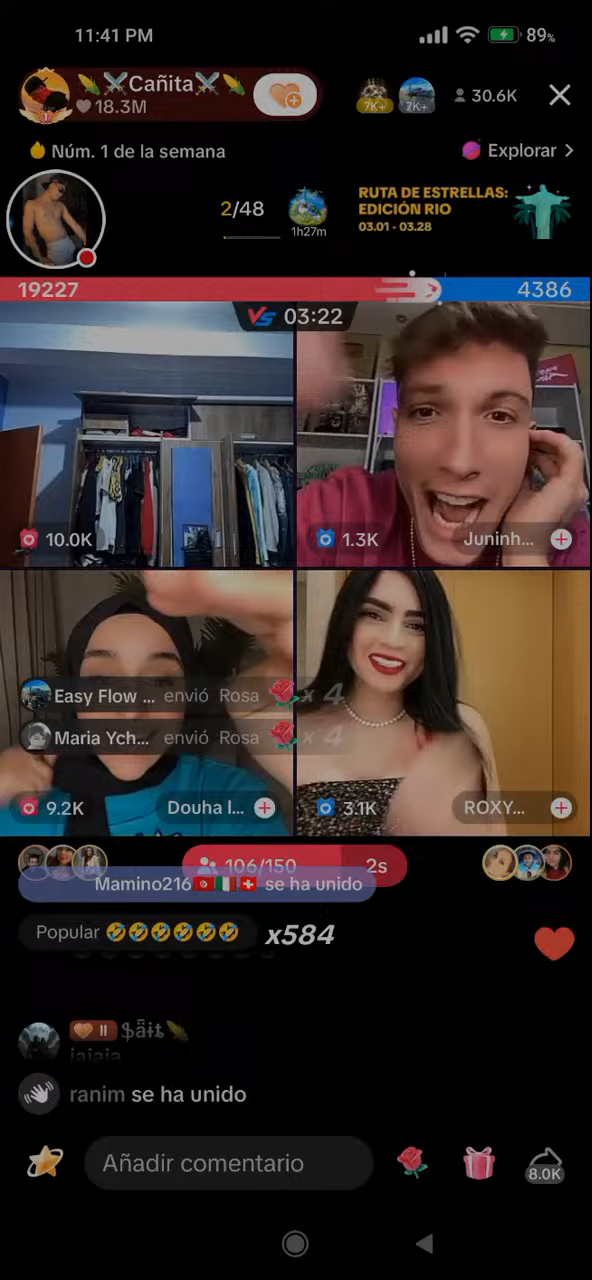 11:41 PM
89%
🌽⚔️Cañita⚔️🌽
18.3M
7K+
7K+
30.6K
Núm. 1 de la semana
Explorar
2/48
1h27m
RUTA DE ESTRELLAS:
EDICIÓN RIO
03.01 - 03.28
19227
4386
VS 03:22
10.0K
1.3K
Juninh...
Easy Flow ... envió Rosa x 4
Maria Ych... envió Rosa x 4
9.2K
Douha I...
3.1K
ROXY...
106/150
2s
Mamino216🇹🇳🇮🇹🇨🇭 se ha unido
Popular 🤣🤣🤣🤣🤣🤣 x584
II $äït🌽
jajaja
ranim se ha unido
Añadir comentario
8.0K